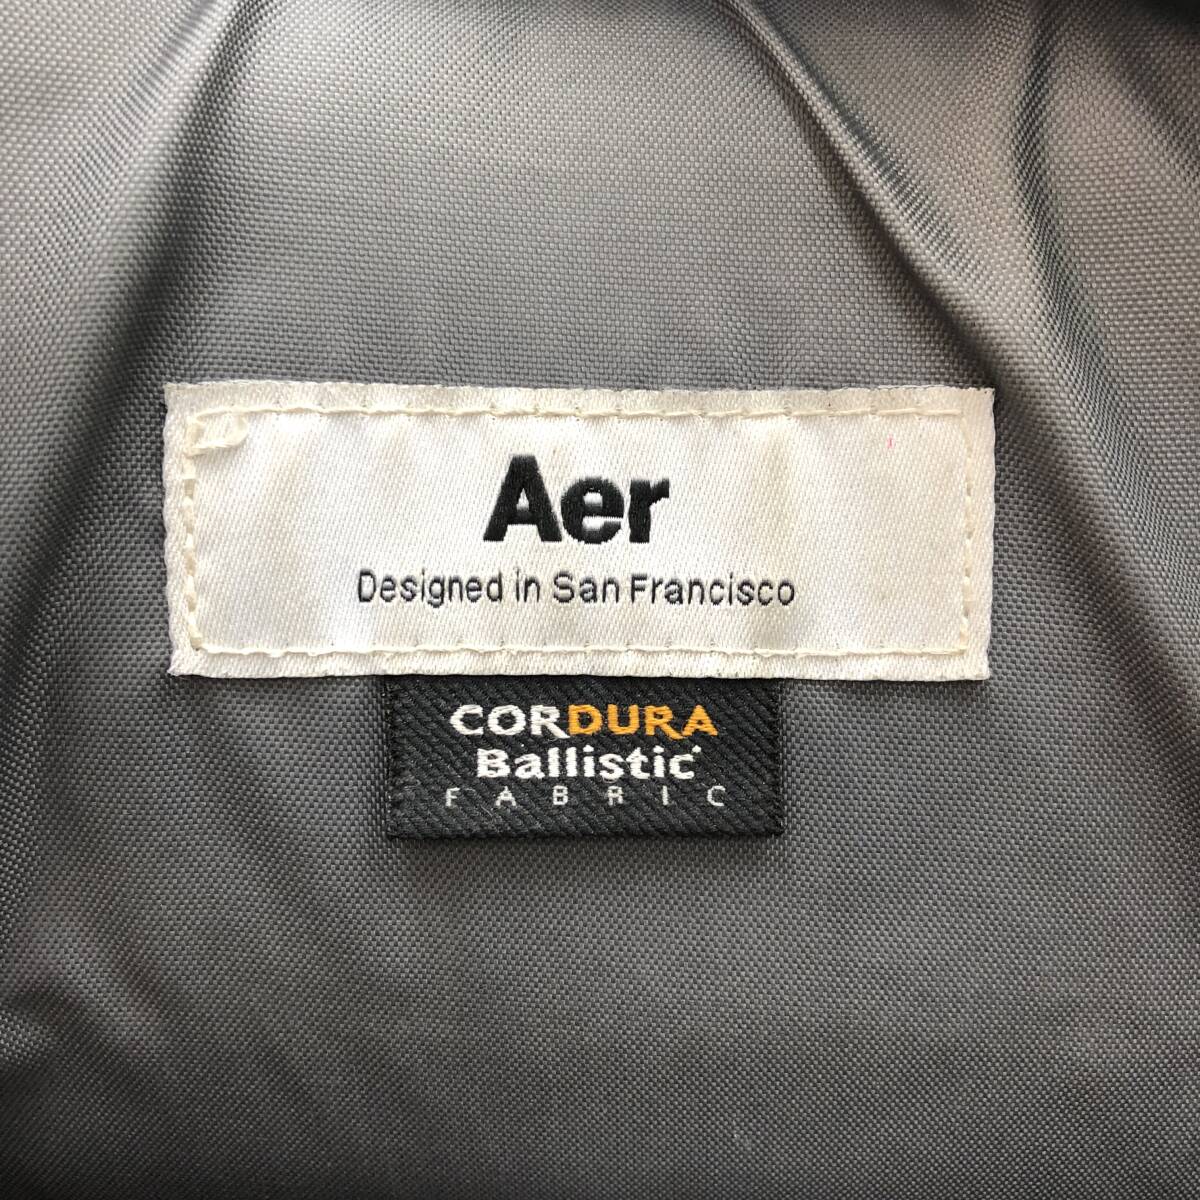 Aer
Designed in San Francisco
CORDURA
Ballistic
FABRIC